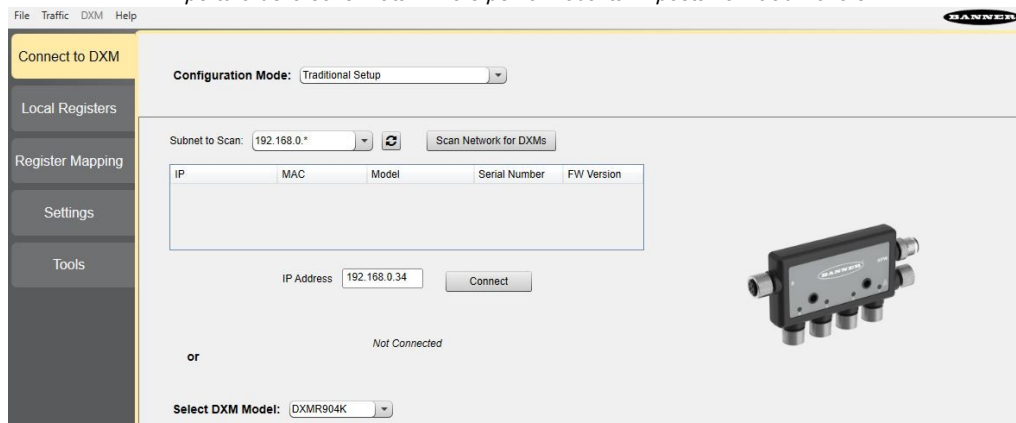 File Traffic DXM Help
BANNER
Connect to DXM
Configuration Mode: Traditional Setup
Local Registers
Subnet to Scan: 192.168.0.* Scan Network for DXMs
Register Mapping
IP MAC Model Serial Number FW Version
Settings
Tools
BANNER
IP Address 192.168.0.34 Connect
Not Connected
or
Select DXM Model: DXMR904K